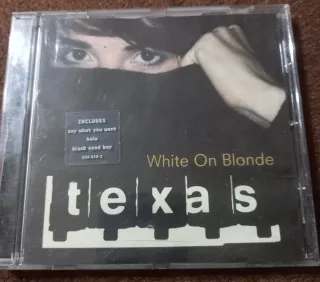 INCLUDES
say what you want
halo
black eyed boy
White On Blonde
texas